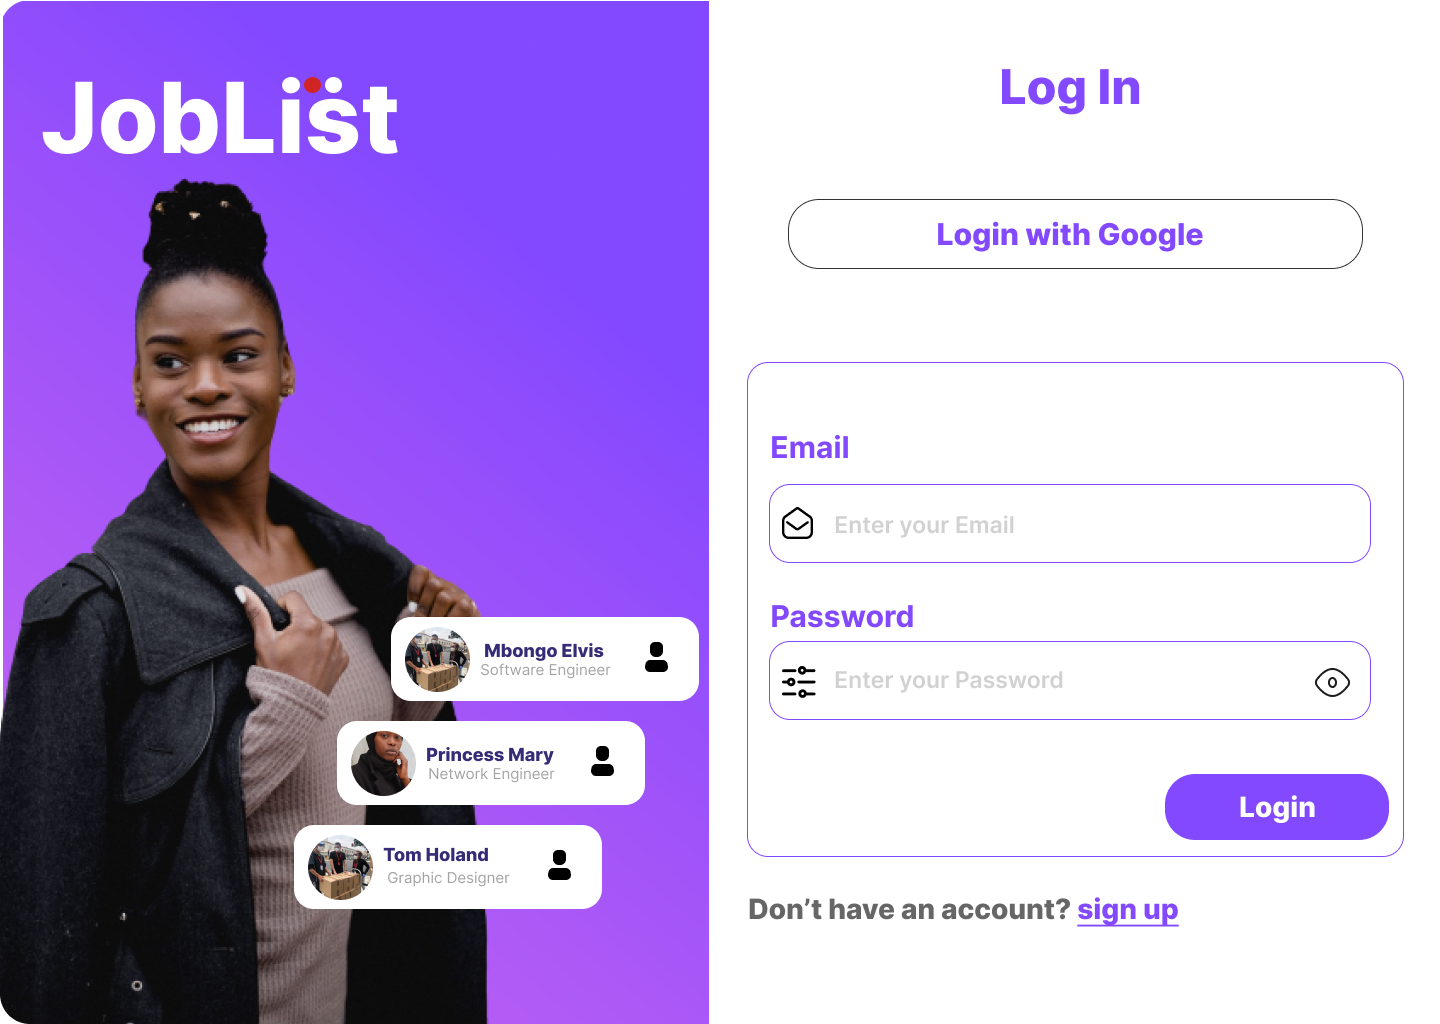 JobList
Mbongo Elvis
Software Engineer
Princess Mary
Network Engineer
Tom Holand
Graphic Designer
Log In
Login with Google
Email
Enter your Email
Password
Enter your Password
Login
Don’t have an account? sign up